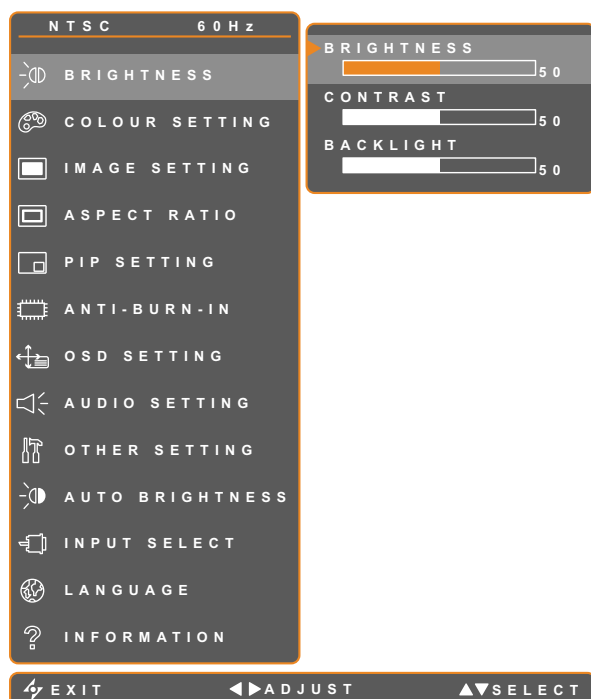 NTSC 60Hz
BRIGHTNESS
COLOUR SETTING
IMAGE SETTING
ASPECT RATIO
PIP SETTING
ANTI-BURN-IN
OSD SETTING
AUDIO SETTING
OTHER SETTING
AUTO BRIGHTNESS
INPUT SELECT
LANGUAGE
INFORMATION
BRIGHTNESS
50
CONTRAST
50
BACKLIGHT
50
EXIT ADJUST SELECT